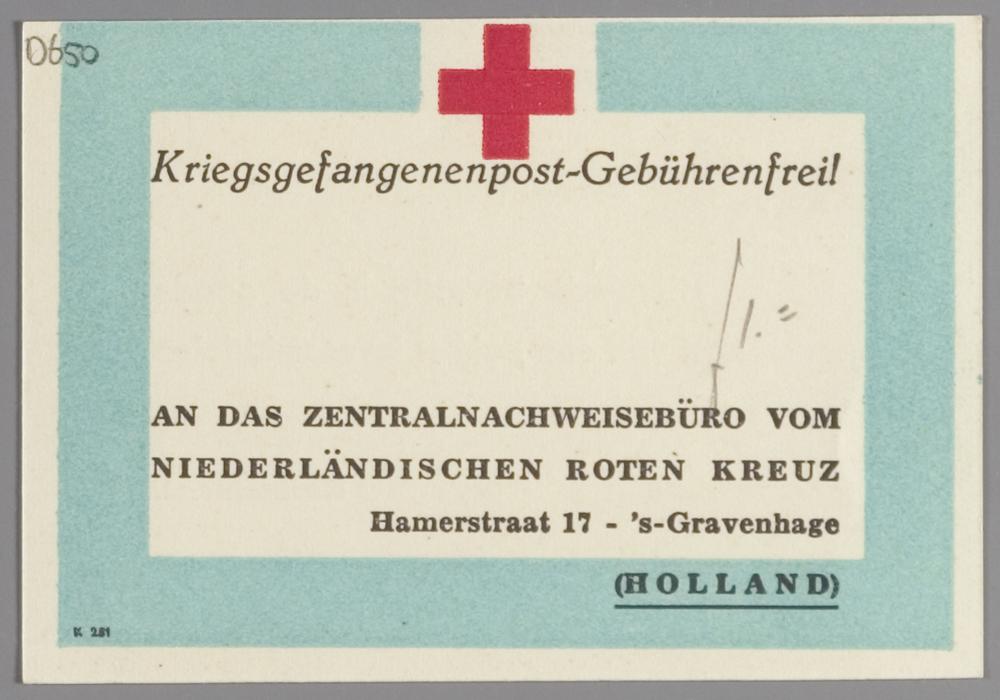 0650
Kriegsgefangenenpost-Gebührenfrei!
ƒ 1.=
AN DAS ZENTRALNACHWEISEBÜRO VOM
NIEDERLÄNDISCHEN ROTEN KREUZ
Hamerstraat 17 - 's-Gravenhage
(HOLLAND)
K 281